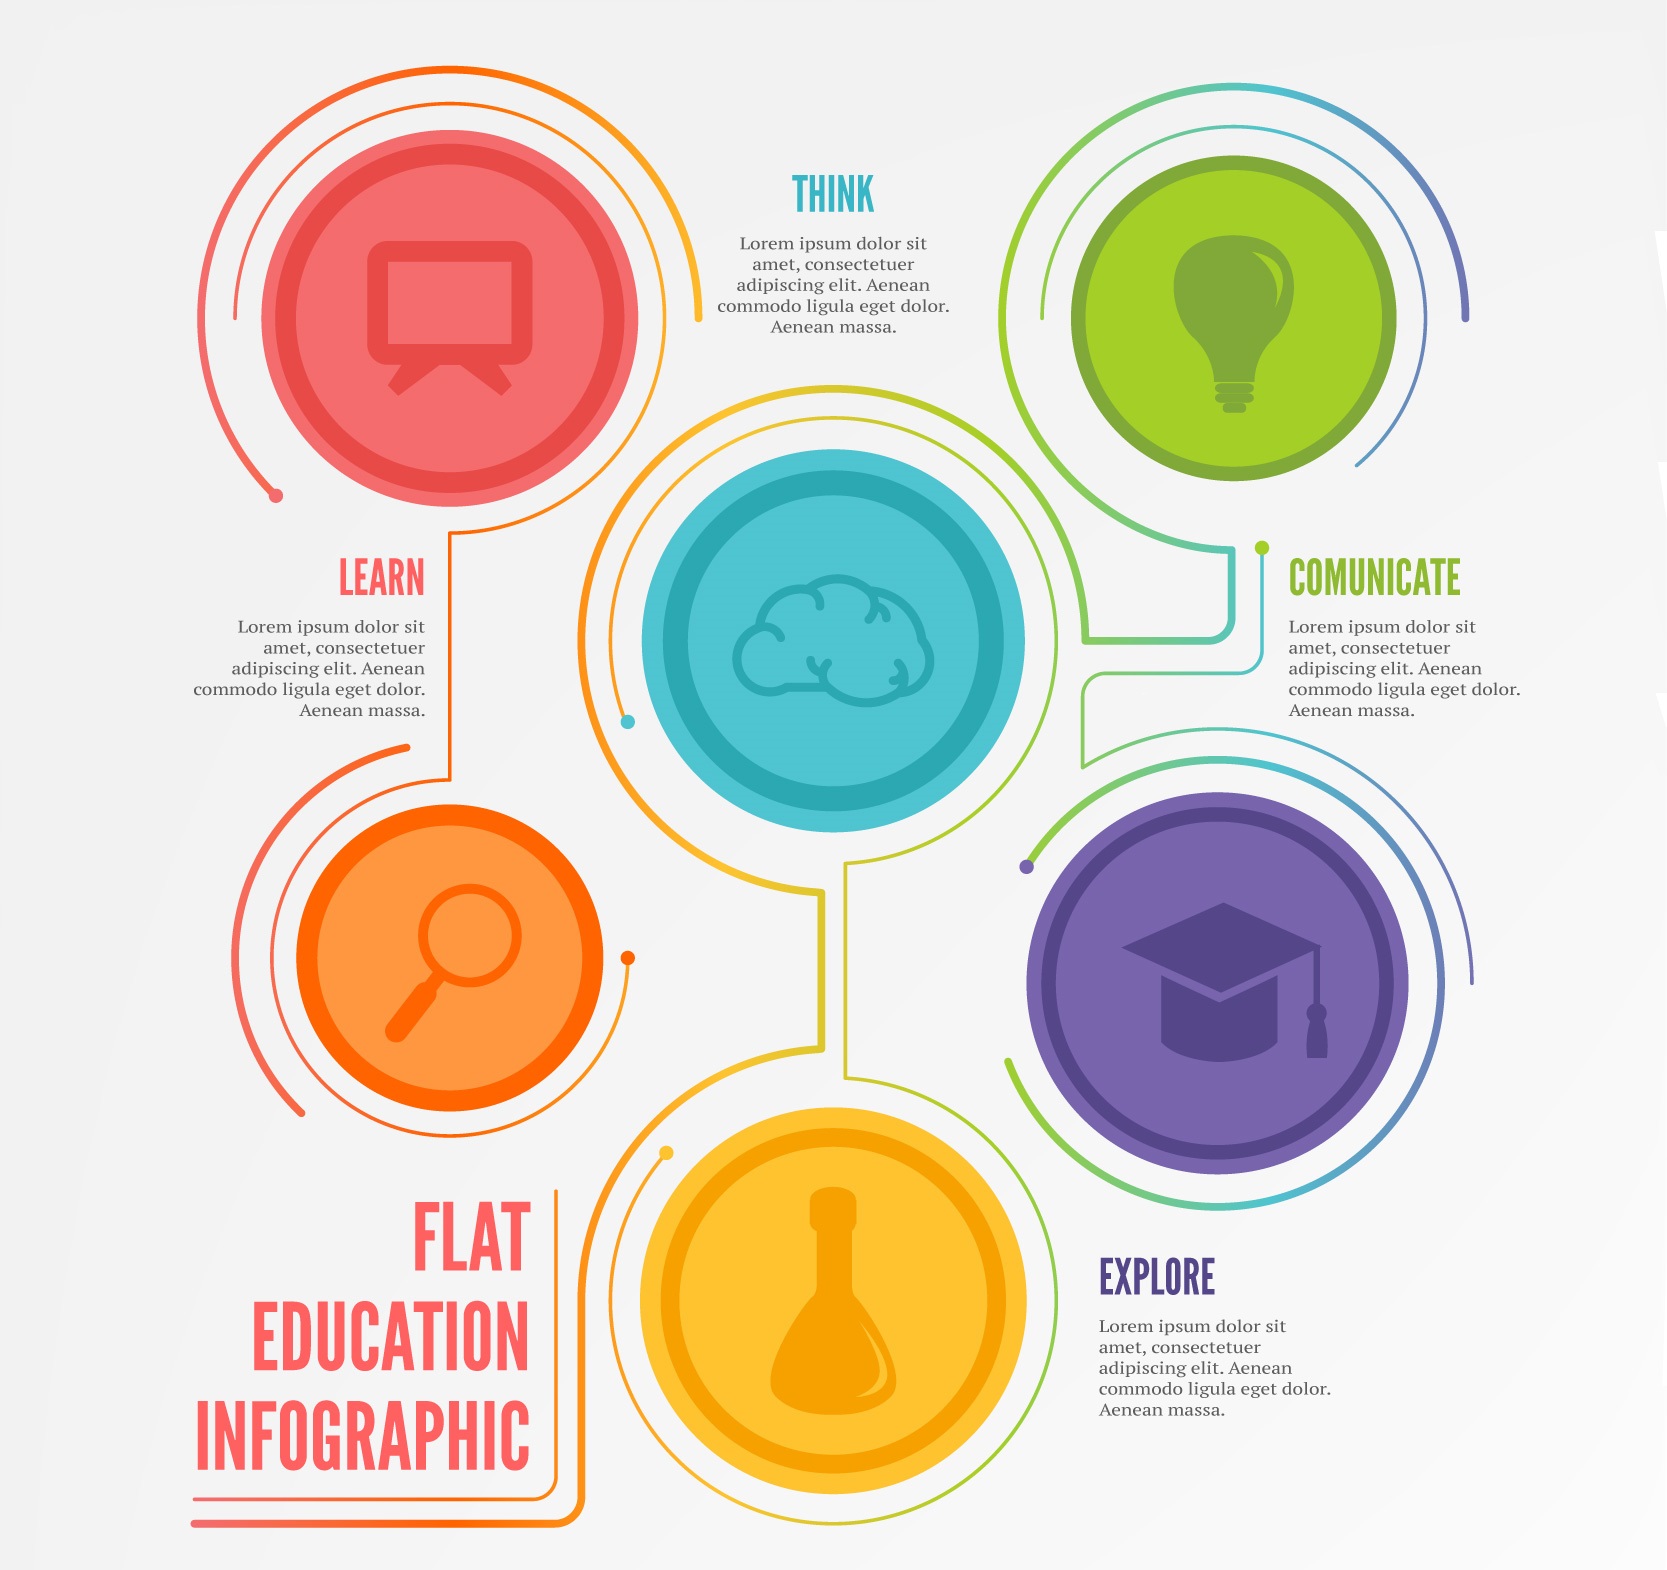 THINK
Lorem ipsum dolor sit
amet, consectetuer
adipiscing elit. Aenean
commodo ligula eget dolor.
Aenean massa.
LEARN
Lorem ipsum dolor sit
amet, consectetuer
adipiscing elit. Aenean
commodo ligula eget dolor.
Aenean massa.
COMUNICATE
Lorem ipsum dolor sit
amet, consectetuer
adipiscing elit. Aenean
commodo ligula eget dolor.
Aenean massa.
FLAT
EDUCATION
INFOGRAPHIC
EXPLORE
Lorem ipsum dolor sit
amet, consectetuer
adipiscing elit. Aenean
commodo ligula eget dolor.
Aenean massa.